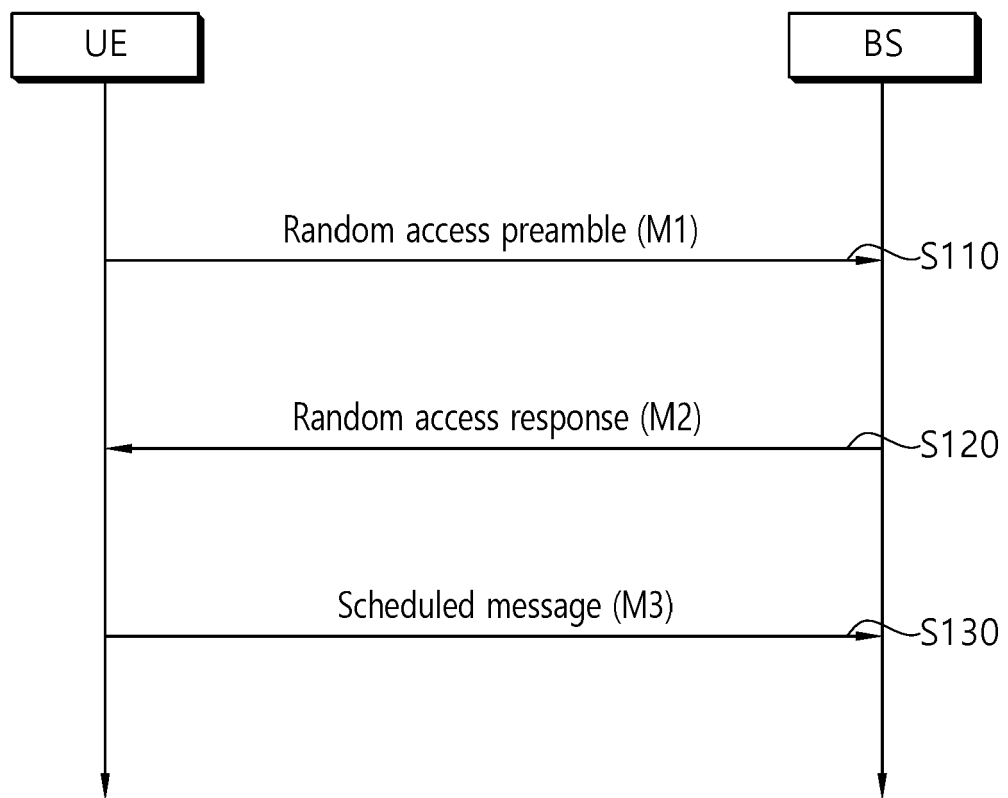 UE
BS
Random access preamble (M1)
S110
Random access response (M2)
S120
Scheduled message (M3)
S130